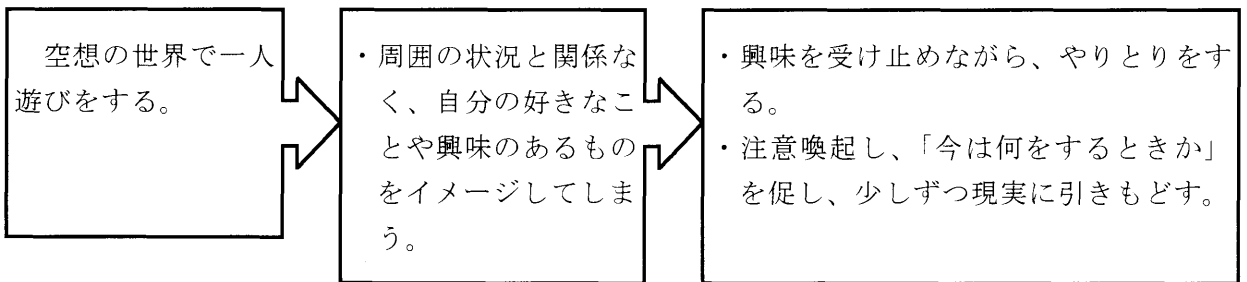 空想の世界で一人
遊びをする。
・周囲の状況と関係な
く、自分の好きなこ
とや興味のあるもの
をイメージしてしま
う。
・興味を受け止めながら、やりとりをす
る。
・注意喚起し、「今は何をするときか」
を促し、少しずつ現実に引きもどす。